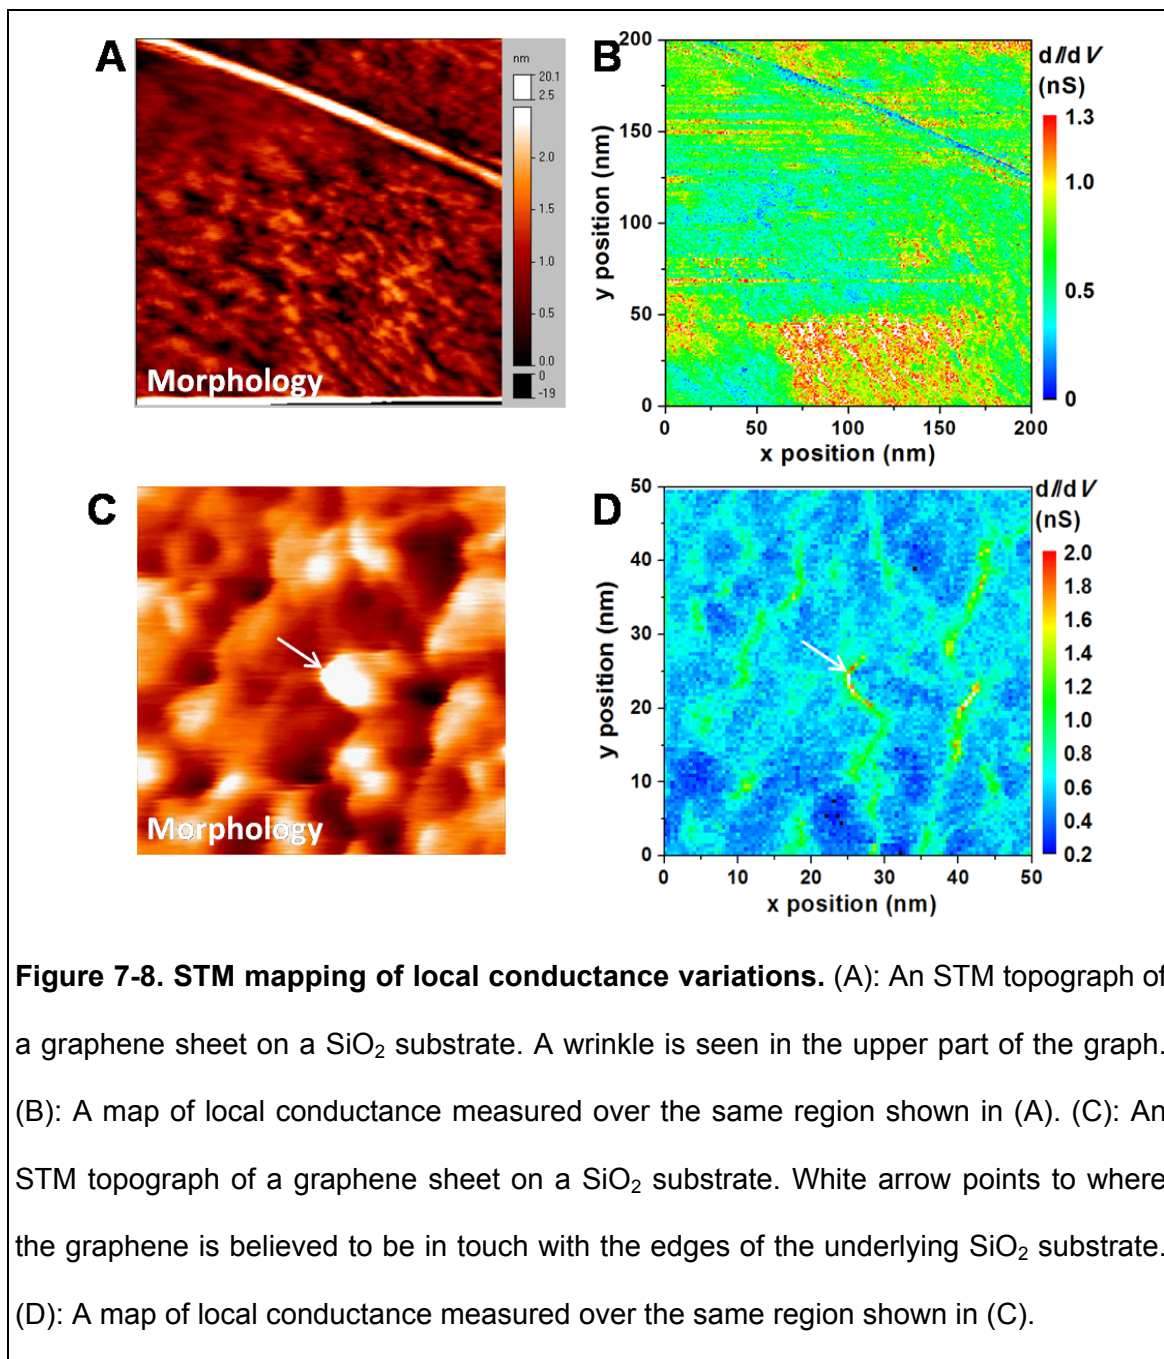 A
nm
20.1
2.5
2.0
1.5
1.0
0.5
0.0
0
-19
Morphology
B
dI/dV
(nS)
1.3
1.0
0.5
0
200
150
100
50
0
y position (nm)
0 50 100 150 200
x position (nm)
C
Morphology
D
dI/dV
(nS)
2.0
1.8
1.6
1.4
1.2
1.0
0.8
0.6
0.4
0.2
50
40
30
20
10
0
y position (nm)
0 10 20 30 40 50
x position (nm)
Figure 7-8. STM mapping of local conductance variations. (A): An STM topograph of
a graphene sheet on a SiO₂ substrate. A wrinkle is seen in the upper part of the graph.
(B): A map of local conductance measured over the same region shown in (A). (C): An
STM topograph of a graphene sheet on a SiO₂ substrate. White arrow points to where
the graphene is believed to be in touch with the edges of the underlying SiO₂ substrate.
(D): A map of local conductance measured over the same region shown in (C).